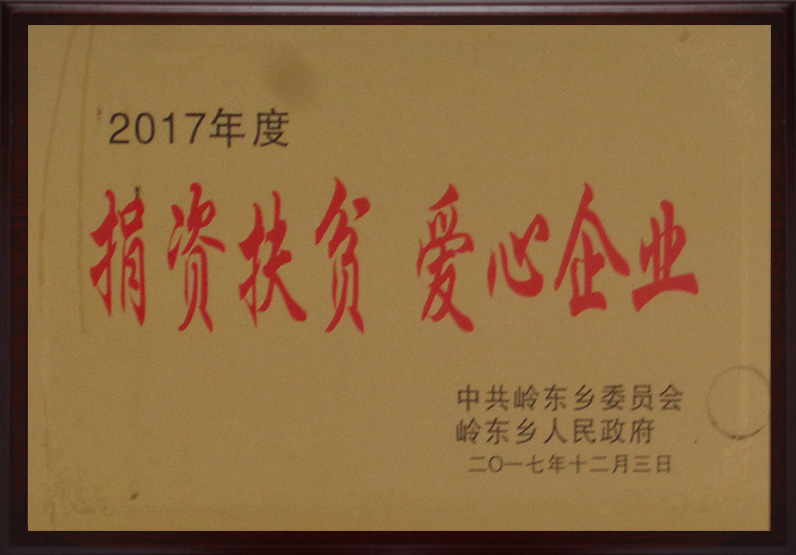 2017年度
捐资扶贫 爱心企业
中共岭东乡委员会
岭东乡人民政府
二〇一七年十二月三日